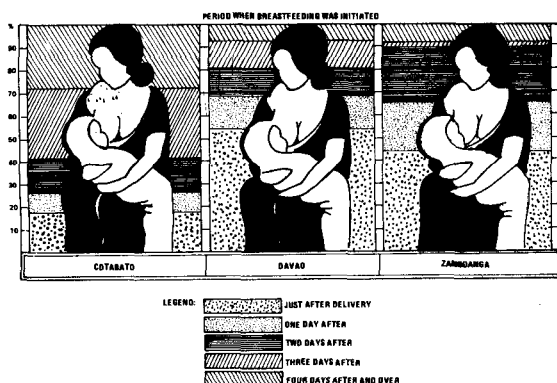 PERIOD WHEN BREASTFEEDING WAS INITIATED
%
90
80
70
60
50
40
30
20
10
COTABATO DAVAO ZAMBOANGA
LEGEND:
JUST AFTER DELIVERY
ONE DAY AFTER
TWO DAYS AFTER
THREE DAYS AFTER
FOUR DAYS AFTER AND OVER